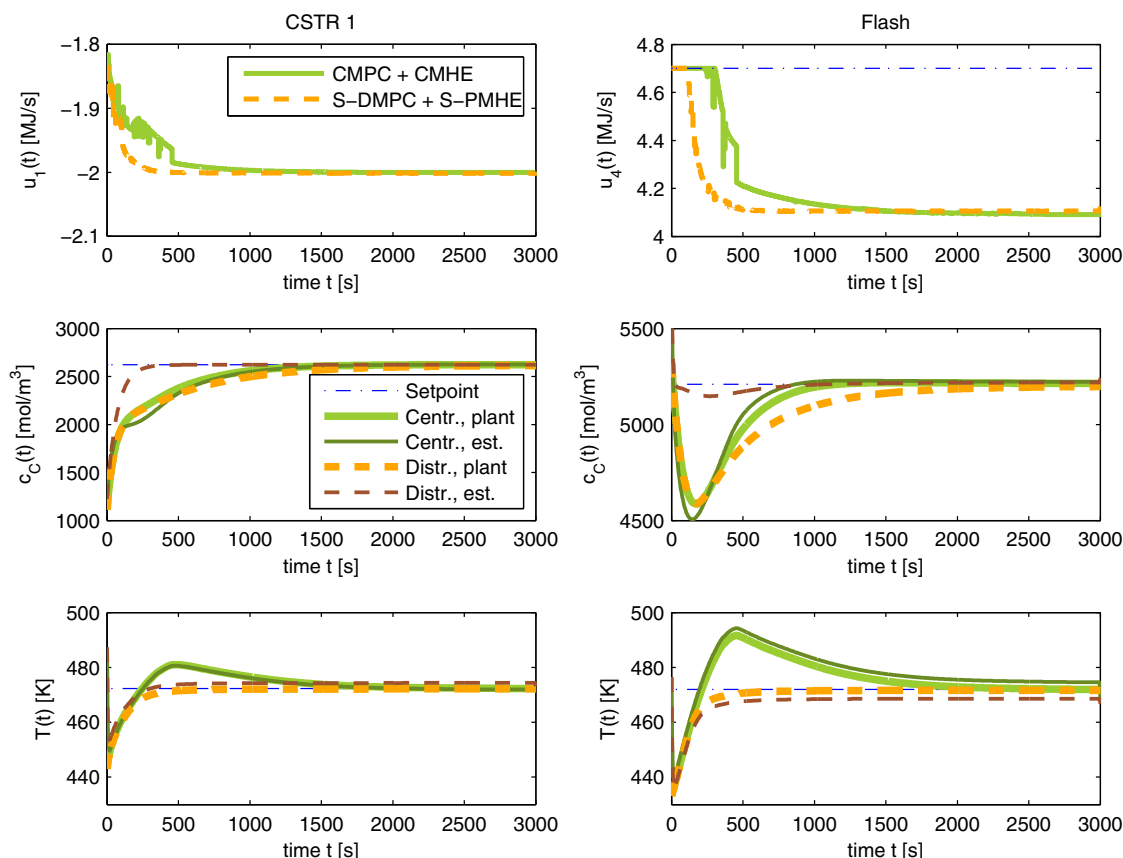 CSTR 1
Flash
−1.8
−1.9
−2
−2.1
u1(t) [MJ/s]
CMPC + CMHE
S−DMPC + S−PMHE
0 500 1000 1500 2000 2500 3000
time t [s]
4.8
4.6
4.4
4.2
4
u4(t) [MJ/s]
0 500 1000 1500 2000 2500 3000
time t [s]
3000
2500
2000
1500
1000
cC(t) [mol/m³]
Setpoint
Centr., plant
Centr., est.
Distr., plant
Distr., est.
0 500 1000 1500 2000 2500 3000
time t [s]
5500
5000
4500
cC(t) [mol/m³]
0 500 1000 1500 2000 2500 3000
time t [s]
500
480
460
440
T(t) [K]
0 500 1000 1500 2000 2500 3000
time t [s]
500
480
460
440
T(t) [K]
0 500 1000 1500 2000 2500 3000
time t [s]